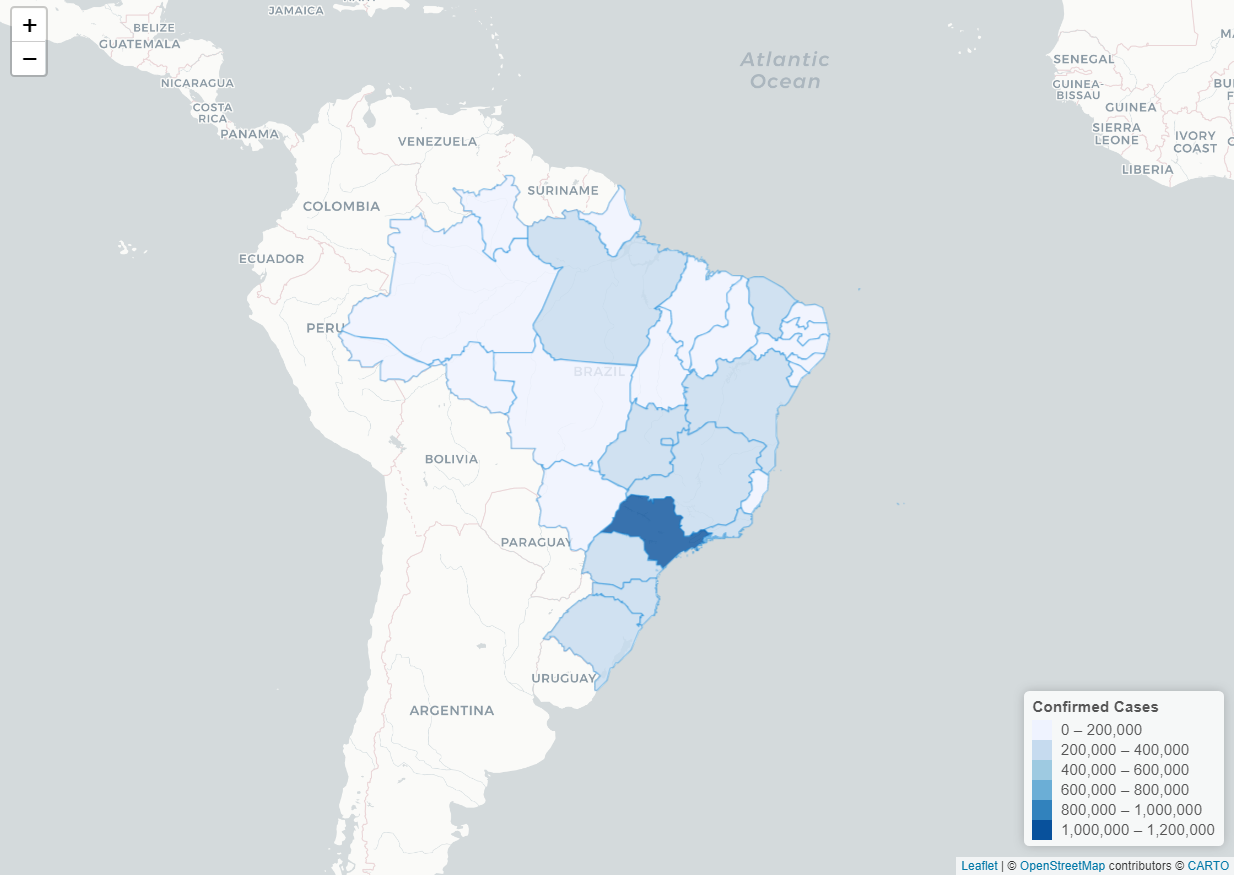 +
−
JAMAICA
BELIZE
GUATEMALA
NICARAGUA
COSTA
RICA
PANAMA
Atlantic
Ocean
SENEGAL
GUINEA-
BISSAU
GUINEA
SIERRA
LEONE
IVORY
COAST
LIBERIA
VENEZUELA
SURINAME
COLOMBIA
ECUADOR
PERU
BRAZIL
BOLIVIA
PARAGUAY
URUGUAY
ARGENTINA
Confirmed Cases
0 – 200,000
200,000 – 400,000
400,000 – 600,000
600,000 – 800,000
800,000 – 1,000,000
1,000,000 – 1,200,000
Leaflet | © OpenStreetMap contributors © CARTO